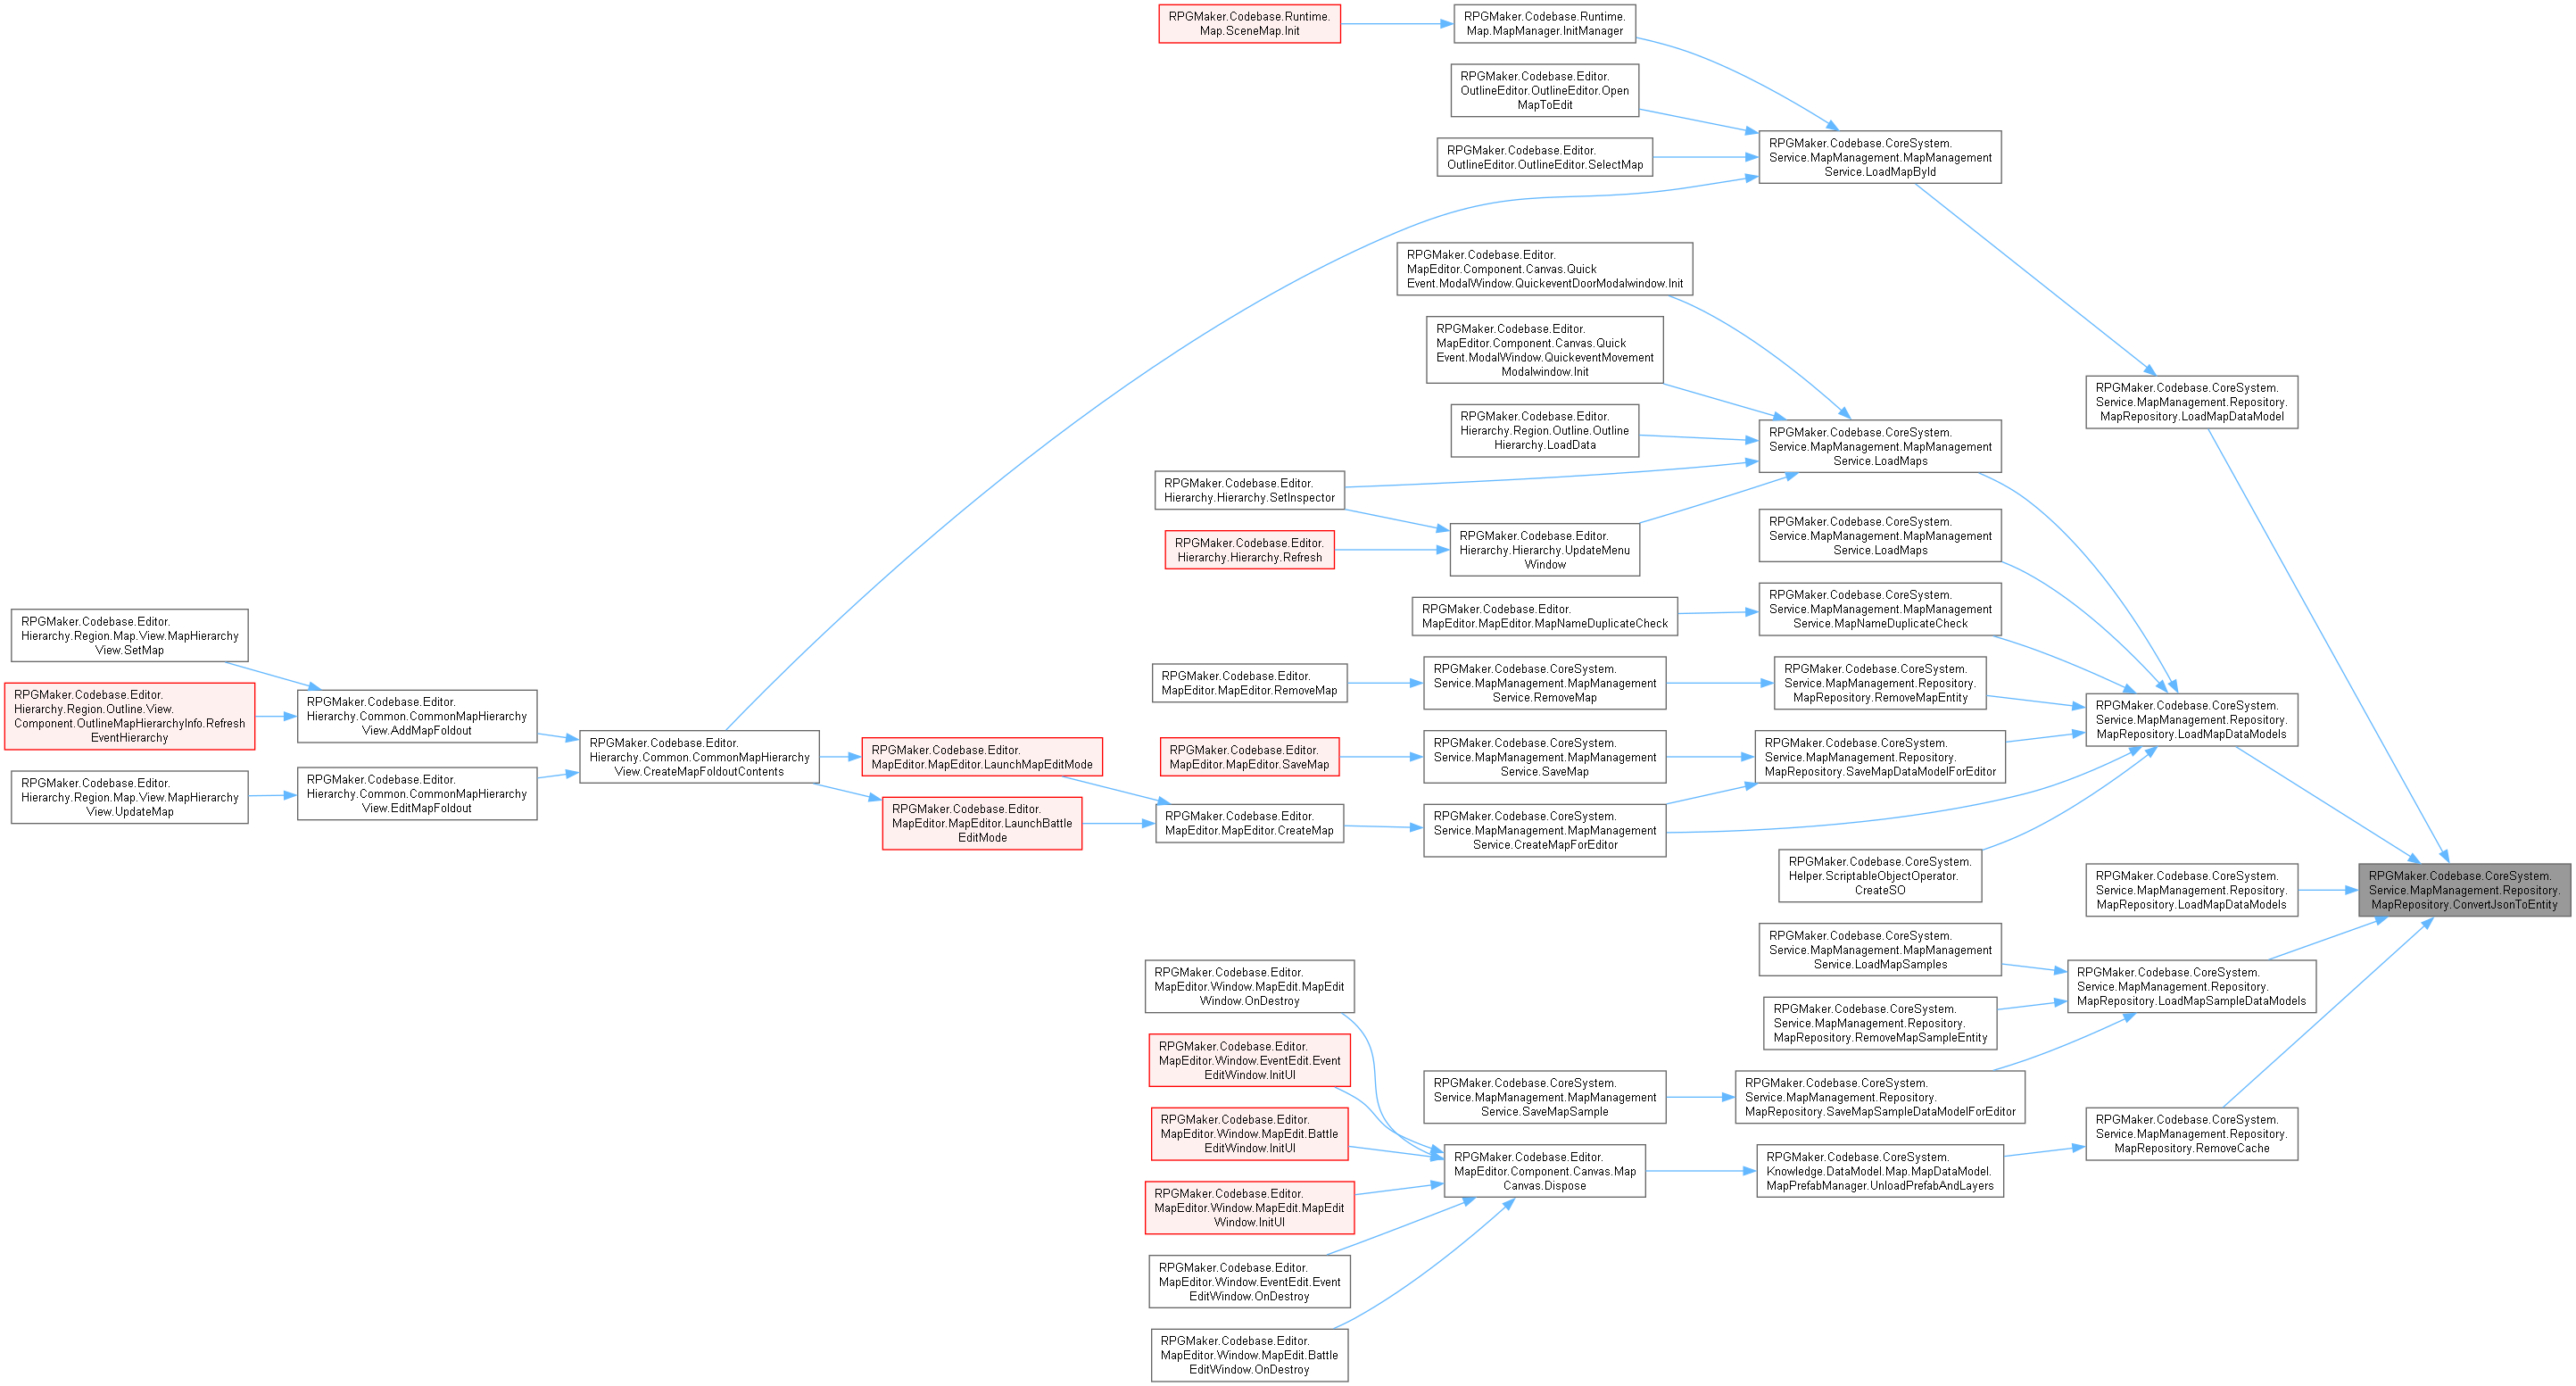 RPGMaker.Codebase.Runtime.
Map.SceneMap.Init
RPGMaker.Codebase.Runtime.
Map.MapManager.InitManager
RPGMaker.Codebase.Editor.
OutlineEditor.OutlineEditor.Open
MapToEdit
RPGMaker.Codebase.Editor.
OutlineEditor.OutlineEditor.SelectMap
RPGMaker.Codebase.CoreSystem.
Service.MapManagement.MapManagement
Service.LoadMapById
RPGMaker.Codebase.Editor.
MapEditor.Component.Canvas.Quick
Event.ModalWindow.QuickeventDoorModalwindow.Init
RPGMaker.Codebase.Editor.
MapEditor.Component.Canvas.Quick
Event.ModalWindow.QuickeventMovement
Modalwindow.Init
RPGMaker.Codebase.CoreSystem.
Service.MapManagement.Repository.
MapRepository.LoadMapDataModel
RPGMaker.Codebase.Editor.
Hierarchy.Region.Outline.Outline
Hierarchy.LoadData
RPGMaker.Codebase.CoreSystem.
Service.MapManagement.MapManagement
Service.LoadMaps
RPGMaker.Codebase.Editor.
Hierarchy.Hierarchy.SetInspector
RPGMaker.Codebase.Editor.
Hierarchy.Hierarchy.Refresh
RPGMaker.Codebase.Editor.
Hierarchy.Hierarchy.UpdateMenu
Window
RPGMaker.Codebase.CoreSystem.
Service.MapManagement.MapManagement
Service.LoadMaps
RPGMaker.Codebase.Editor.
MapEditor.MapEditor.MapNameDuplicateCheck
RPGMaker.Codebase.CoreSystem.
Service.MapManagement.MapManagement
Service.MapNameDuplicateCheck
RPGMaker.Codebase.Editor.
Hierarchy.Region.Map.View.MapHierarchy
View.SetMap
RPGMaker.Codebase.Editor.
MapEditor.MapEditor.RemoveMap
RPGMaker.Codebase.CoreSystem.
Service.MapManagement.MapManagement
Service.RemoveMap
RPGMaker.Codebase.CoreSystem.
Service.MapManagement.Repository.
MapRepository.RemoveMapEntity
RPGMaker.Codebase.Editor.
Hierarchy.Region.Outline.View.
Component.OutlineMapHierarchyInfo.Refresh
EventHierarchy
RPGMaker.Codebase.Editor.
Hierarchy.Common.CommonMapHierarchy
View.AddMapFoldout
RPGMaker.Codebase.CoreSystem.
Service.MapManagement.Repository.
MapRepository.LoadMapDataModels
RPGMaker.Codebase.Editor.
Hierarchy.Common.CommonMapHierarchy
View.CreateMapFoldoutContents
RPGMaker.Codebase.Editor.
MapEditor.MapEditor.LaunchMapEditMode
RPGMaker.Codebase.Editor.
MapEditor.MapEditor.SaveMap
RPGMaker.Codebase.CoreSystem.
Service.MapManagement.MapManagement
Service.SaveMap
RPGMaker.Codebase.CoreSystem.
Service.MapManagement.Repository.
MapRepository.SaveMapDataModelForEditor
RPGMaker.Codebase.Editor.
Hierarchy.Region.Map.View.MapHierarchy
View.UpdateMap
RPGMaker.Codebase.Editor.
Hierarchy.Common.CommonMapHierarchy
View.EditMapFoldout
RPGMaker.Codebase.Editor.
MapEditor.MapEditor.LaunchBattle
EditMode
RPGMaker.Codebase.Editor.
MapEditor.MapEditor.CreateMap
RPGMaker.Codebase.CoreSystem.
Service.MapManagement.MapManagement
Service.CreateMapForEditor
RPGMaker.Codebase.CoreSystem.
Helper.ScriptableObjectOperator.
CreateSO
RPGMaker.Codebase.CoreSystem.
Service.MapManagement.Repository.
MapRepository.LoadMapDataModels
RPGMaker.Codebase.CoreSystem.
Service.MapManagement.Repository.
MapRepository.ConvertJsonToEntity
RPGMaker.Codebase.CoreSystem.
Service.MapManagement.MapManagement
Service.LoadMapSamples
RPGMaker.Codebase.Editor.
MapEditor.Window.MapEdit.MapEdit
Window.OnDestroy
RPGMaker.Codebase.CoreSystem.
Service.MapManagement.Repository.
MapRepository.LoadMapSampleDataModels
RPGMaker.Codebase.CoreSystem.
Service.MapManagement.Repository.
MapRepository.RemoveMapSampleEntity
RPGMaker.Codebase.Editor.
MapEditor.Window.EventEdit.Event
EditWindow.InitUI
RPGMaker.Codebase.CoreSystem.
Service.MapManagement.MapManagement
Service.SaveMapSample
RPGMaker.Codebase.CoreSystem.
Service.MapManagement.Repository.
MapRepository.SaveMapSampleDataModelForEditor
RPGMaker.Codebase.Editor.
MapEditor.Window.MapEdit.Battle
EditWindow.InitUI
RPGMaker.Codebase.CoreSystem.
Service.MapManagement.Repository.
MapRepository.RemoveCache
RPGMaker.Codebase.Editor.
MapEditor.Component.Canvas.Map
Canvas.Dispose
RPGMaker.Codebase.CoreSystem.
Knowledge.DataModel.Map.MapDataModel.
MapPrefabManager.UnloadPrefabAndLayers
RPGMaker.Codebase.Editor.
MapEditor.Window.MapEdit.MapEdit
Window.InitUI
RPGMaker.Codebase.Editor.
MapEditor.Window.EventEdit.Event
EditWindow.OnDestroy
RPGMaker.Codebase.Editor.
MapEditor.Window.MapEdit.Battle
EditWindow.OnDestroy